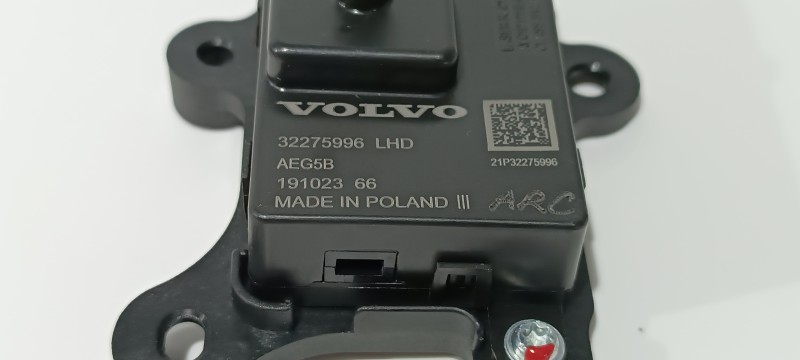 VOLVO
32275996 LHD
AEG5B
21P32275996
191023 66
MADE IN POLAND III
ARC